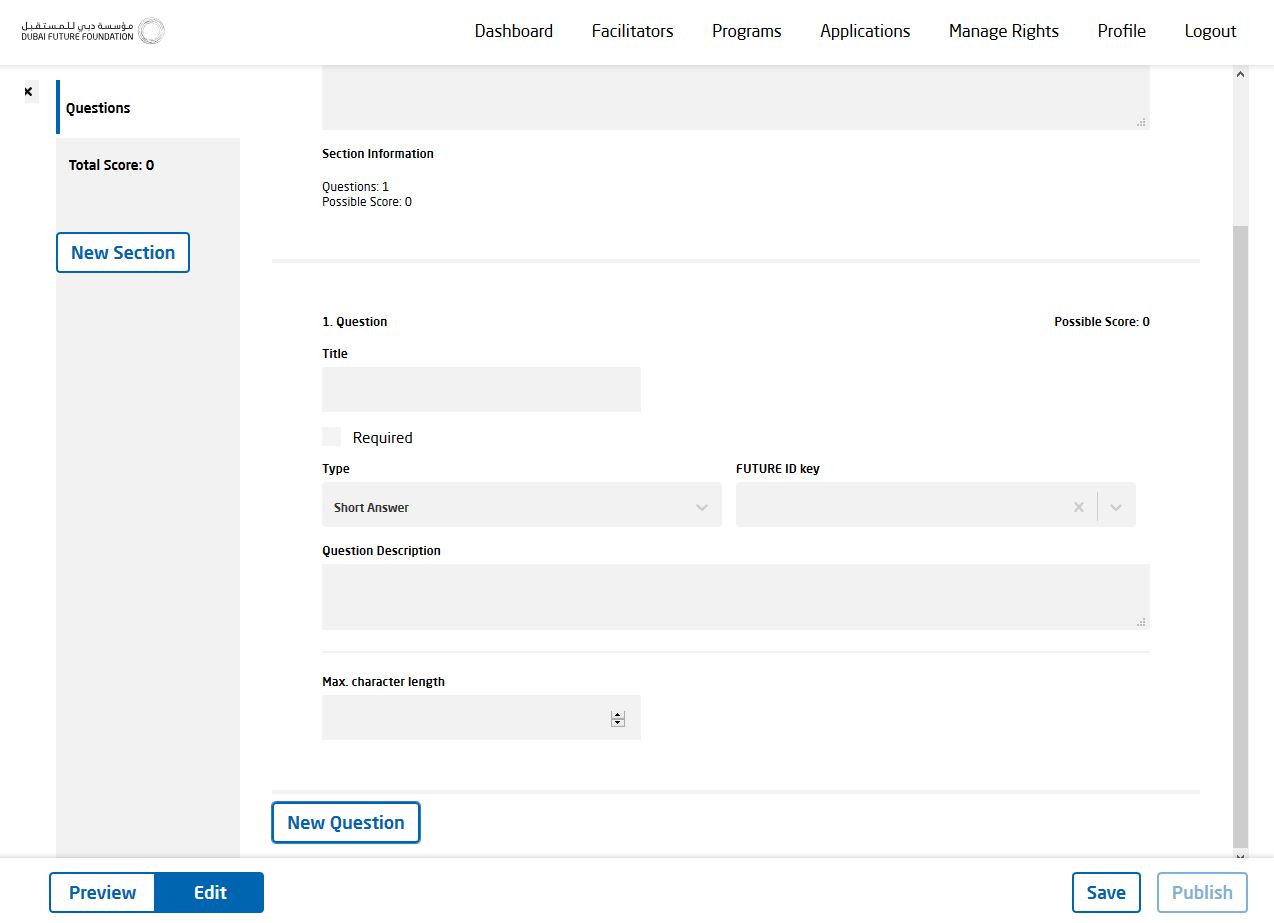 مؤسسة دبي للمستقبل
DUBAI FUTURE FOUNDATION
Dashboard Facilitators Programs Applications Manage Rights Profile Logout
Questions
Total Score: 0
New Section
Section Information
Questions: 1
Possible Score: 0
1. Question Possible Score: 0
Title
Required
Type FUTURE ID key
Short Answer
Question Description
Max. character length
New Question
Preview Edit Save Publish